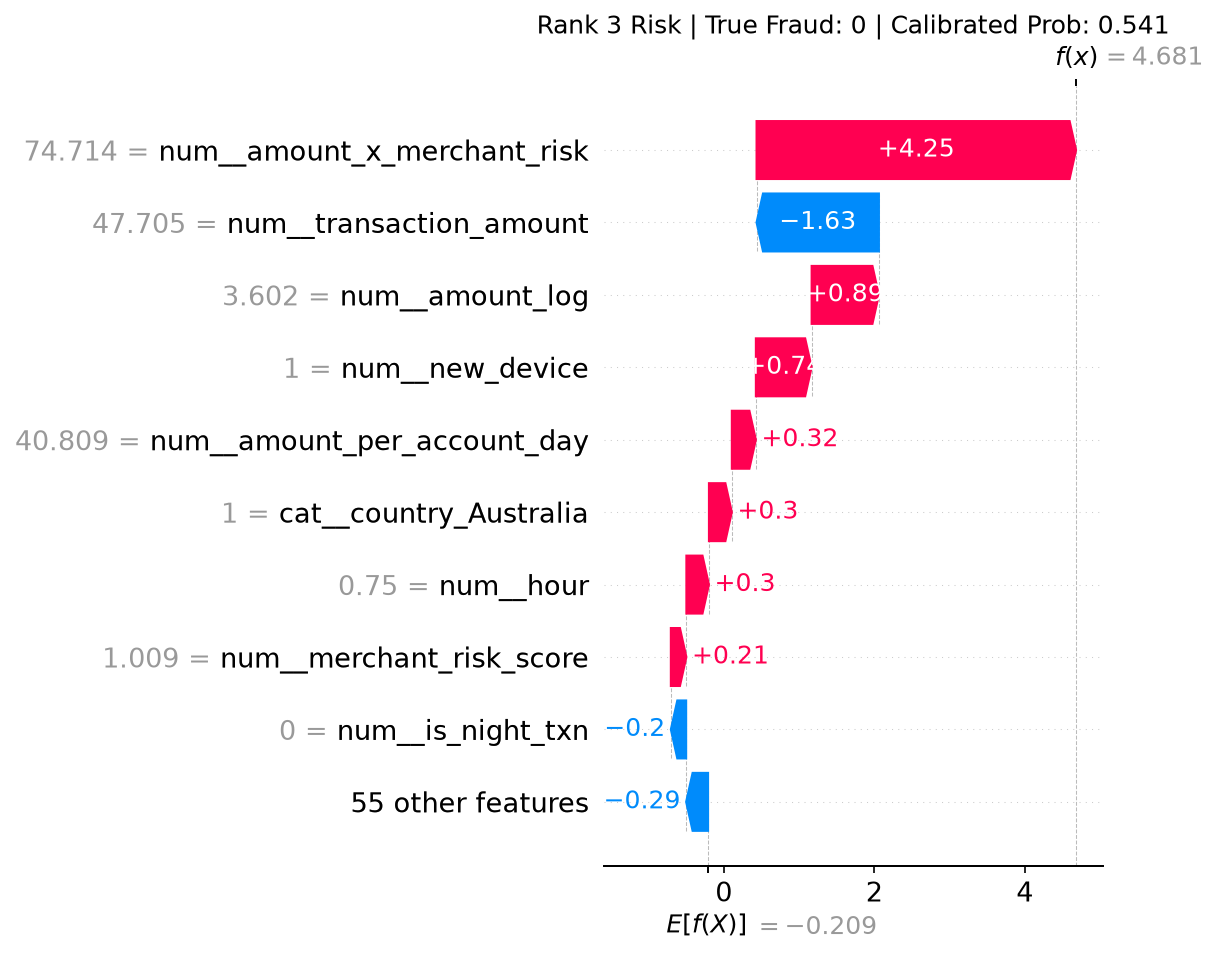 Rank 3 Risk | True Fraud: 0 | Calibrated Prob: 0.541
f(x) = 4.681
74.714 = num__amount_x_merchant_risk +4.25
47.705 = num__transaction_amount −1.63
3.602 = num__amount_log +0.89
1 = num__new_device +0.74
40.809 = num__amount_per_account_day +0.32
1 = cat__country_Australia +0.3
0.75 = num__hour +0.3
1.009 = num__merchant_risk_score +0.21
0 = num__is_night_txn −0.2
55 other features −0.29
0 2 4
E[f(X)] = −0.209